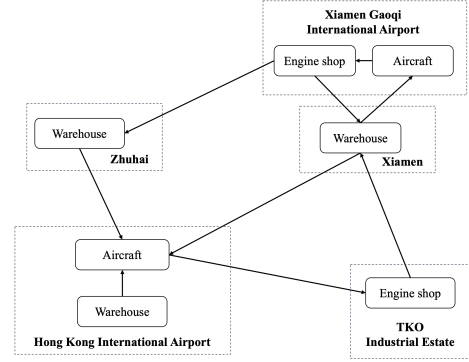 Xiamen Gaoqi
International Airport
Engine shop
Aircraft
Warehouse
Zhuhai
Warehouse
Xiamen
Aircraft
Warehouse
Hong Kong International Airport
Engine shop
TKO
Industrial Estate